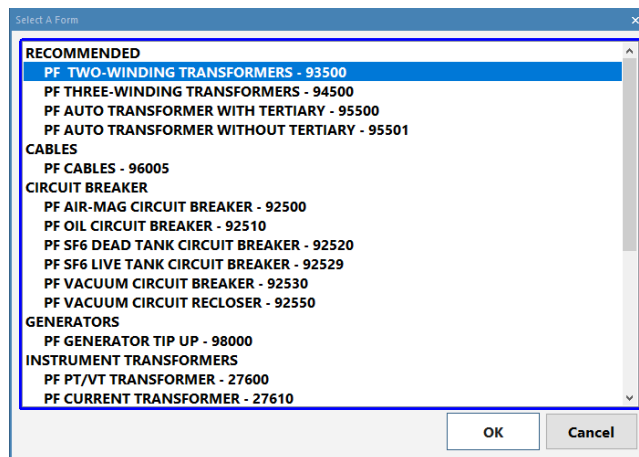 Select A Form
RECOMMENDED
PF TWO-WINDING TRANSFORMERS - 93500
PF THREE-WINDING TRANSFORMERS - 94500
PF AUTO TRANSFORMER WITH TERTIARY - 95500
PF AUTO TRANSFORMER WITHOUT TERTIARY - 95501
CABLES
PF CABLES - 96005
CIRCUIT BREAKER
PF AIR-MAG CIRCUIT BREAKER - 92500
PF OIL CIRCUIT BREAKER - 92510
PF SF6 DEAD TANK CIRCUIT BREAKER - 92520
PF SF6 LIVE TANK CIRCUIT BREAKER - 92529
PF VACUUM CIRCUIT BREAKER - 92530
PF VACUUM CIRCUIT RECLOSER - 92550
GENERATORS
PF GENERATOR TIP UP - 98000
INSTRUMENT TRANSFORMERS
PF PT/VT TRANSFORMER - 27600
PF CURRENT TRANSFORMER - 27610
OK Cancel